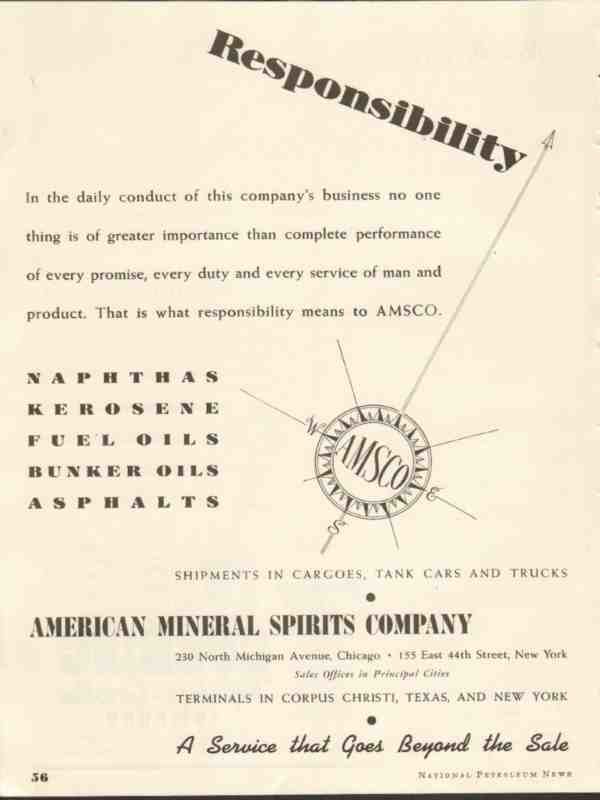 Responsibility
In the daily conduct of this company's business no one
thing is of greater importance than complete performance
of every promise, every duty and every service of man and
product. That is what responsibility means to AMSCO.
NAPHTHAS
KEROSENE
FUEL OILS
BUNKER OILS
ASPHALTS
W
AMSCO
E
S
SHIPMENTS IN CARGOES, TANK CARS AND TRUCKS
AMERICAN MINERAL SPIRITS COMPANY
230 North Michigan Avenue, Chicago • 155 East 44th Street, New York
Sales Offices in Principal Cities
TERMINALS IN CORPUS CHRISTI, TEXAS, AND NEW YORK
A Service that Goes Beyond the Sale
56
NATIONAL PETROLEUM NEWS